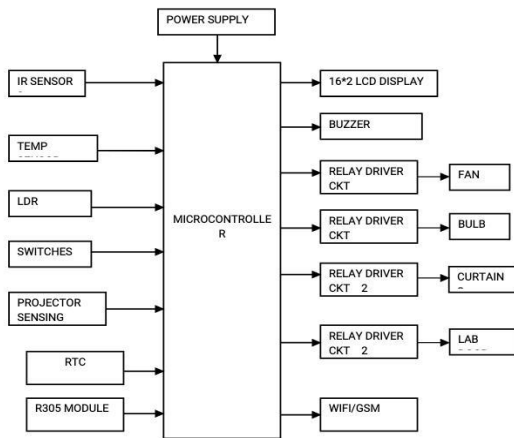 POWER SUPPLY
IR SENSOR
TEMP
LDR
SWITCHES
PROJECTOR
SENSING
RTC
R305 MODULE
MICROCONTROLLE
R
16*2 LCD DISPLAY
BUZZER
RELAY DRIVER
CKT
FAN
RELAY DRIVER
CKT
BULB
RELAY DRIVER
CKT 2
CURTAIN
RELAY DRIVER
CKT 2
LAB
WIFI/GSM